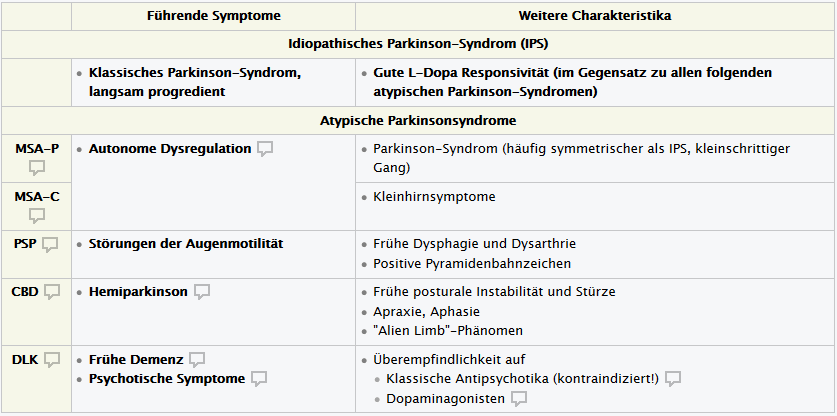 Führende Symptome	Weitere Charakteristika
Idiopathisches Parkinson-Syndrom (IPS)
• Klassisches Parkinson-Syndrom,
langsam progredient
• Gute L-Dopa Responsivität (im Gegensatz zu allen folgenden
atypischen Parkinson-Syndromen)
Atypische Parkinsonsyndrome
MSA-P
• Autonome Dysregulation
• Parkinson-Syndrom (häufig symmetrischer als IPS, kleinschrittiger
Gang)
MSA-C
• Kleinhirnsymptome
PSP
• Störungen der Augenmotilität
• Frühe Dysphagie und Dysarthrie
• Positive Pyramidenbahnzeichen
CBD
• Hemiparkinson
• Frühe posturale Instabilität und Stürze
• Apraxie, Aphasie
• "Alien Limb"-Phänomen
DLK
• Frühe Demenz
• Psychotische Symptome
• Überempfindlichkeit auf
• Klassische Antipsychotika (kontraindiziert!)
• Dopaminagonisten